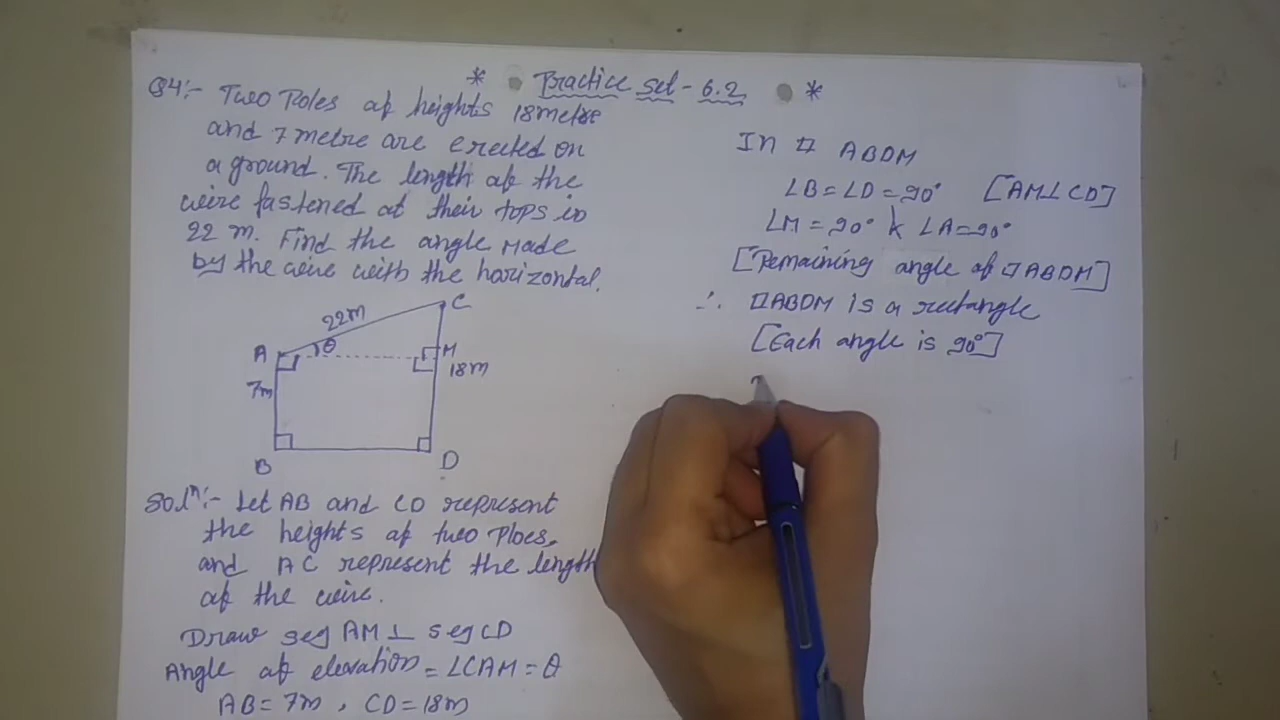 * Practice set - 6.2 *
Q4:- Two Poles of heights 18metre
and 7 metre are erected on
a ground. The length of the
wire fastened at their tops is
22 m. Find the angle Made
by the wire with the horizontal.
C
22m
A
θ
M
7m
18m
B
D
Solⁿ:- Let AB and CD represent
the heights of two Ploes.
and AC represent the length
of the wire.
Draw seg AM ⊥ seg CD
Angle of elevation = ∠CAM = θ
AB = 7m , CD = 18m
In □ ABDM
∠B = ∠D = 90° [AM⊥CD]
∠M = 90° & ∠A = 90°
[Remaining angle of □ABDM]
∴ □ABDM is a rectangle
[Each angle is 90°]